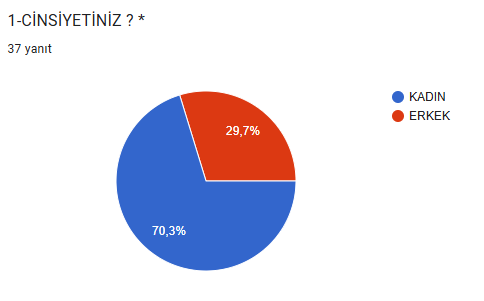 1-CİNSİYETİNİZ ? *
37 yanıt
29,7%
70,3%
KADIN
ERKEK